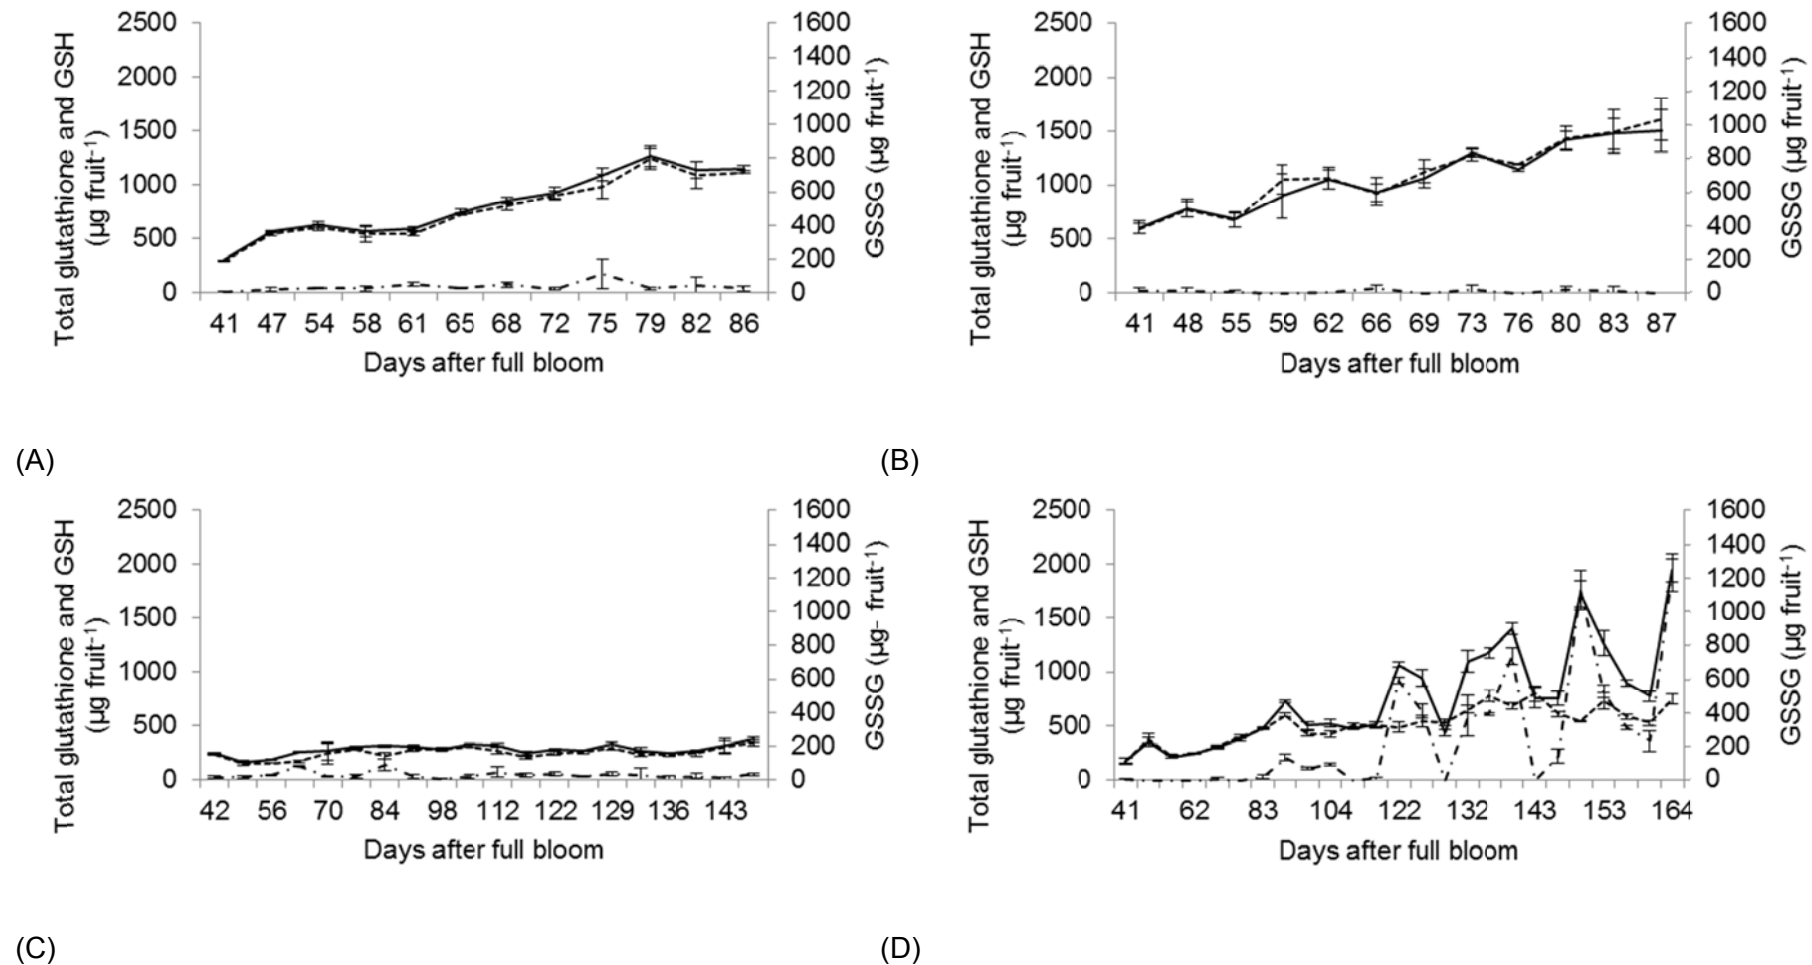 2500
2000
1500
1000
500
0
Total glutathione and GSH
(µg fruit-1)
1600
1400
1200
1000
800
600
400
200
0
GSSG (µg fruit-1)
41 47 54 58 61 65 68 72 75 79 82 86
Days after full bloom
(A)
2500
2000
1500
1000
500
0
Total glutathione and GSH
(µg fruit-1)
1600
1400
1200
1000
800
600
400
200
0
GSSG (µg fruit-1)
41 48 55 59 62 66 69 73 76 80 83 87
Days after full bloom
(B)
2500
2000
1500
1000
500
0
Total glutathione and GSH
(µg fruit-1)
1600
1400
1200
1000
800
600
400
200
0
GSSG (µg- fruit-1)
42 56 70 84 98 112 122 129 136 143
Days after full bloom
(C)
2500
2000
1500
1000
500
0
Total glutathione and GSH
(µg fruit-1)
1600
1400
1200
1000
800
600
400
200
0
GSSG (µg fruit-1)
41 62 83 104 122 132 143 153 164
Days after full bloom
(D)